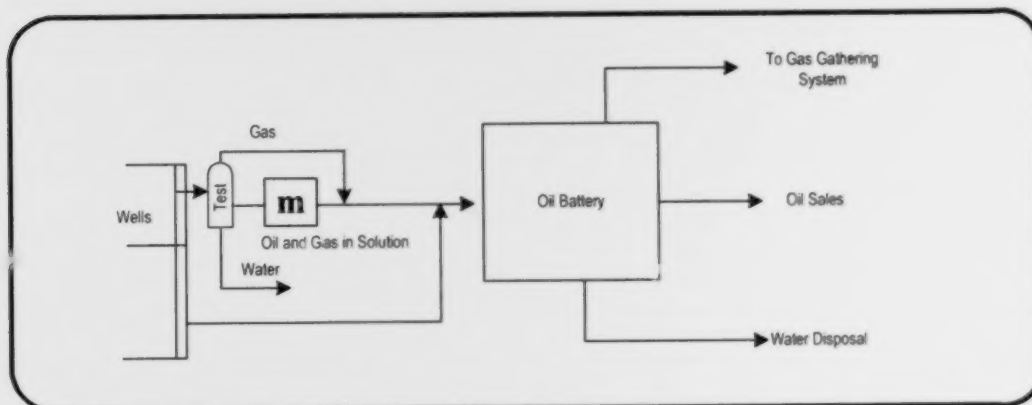 To Gas Gathering
System
Gas
Test
m
Wells
Oil Battery
Oil Sales
Oil and Gas in Solution
Water
Water Disposal